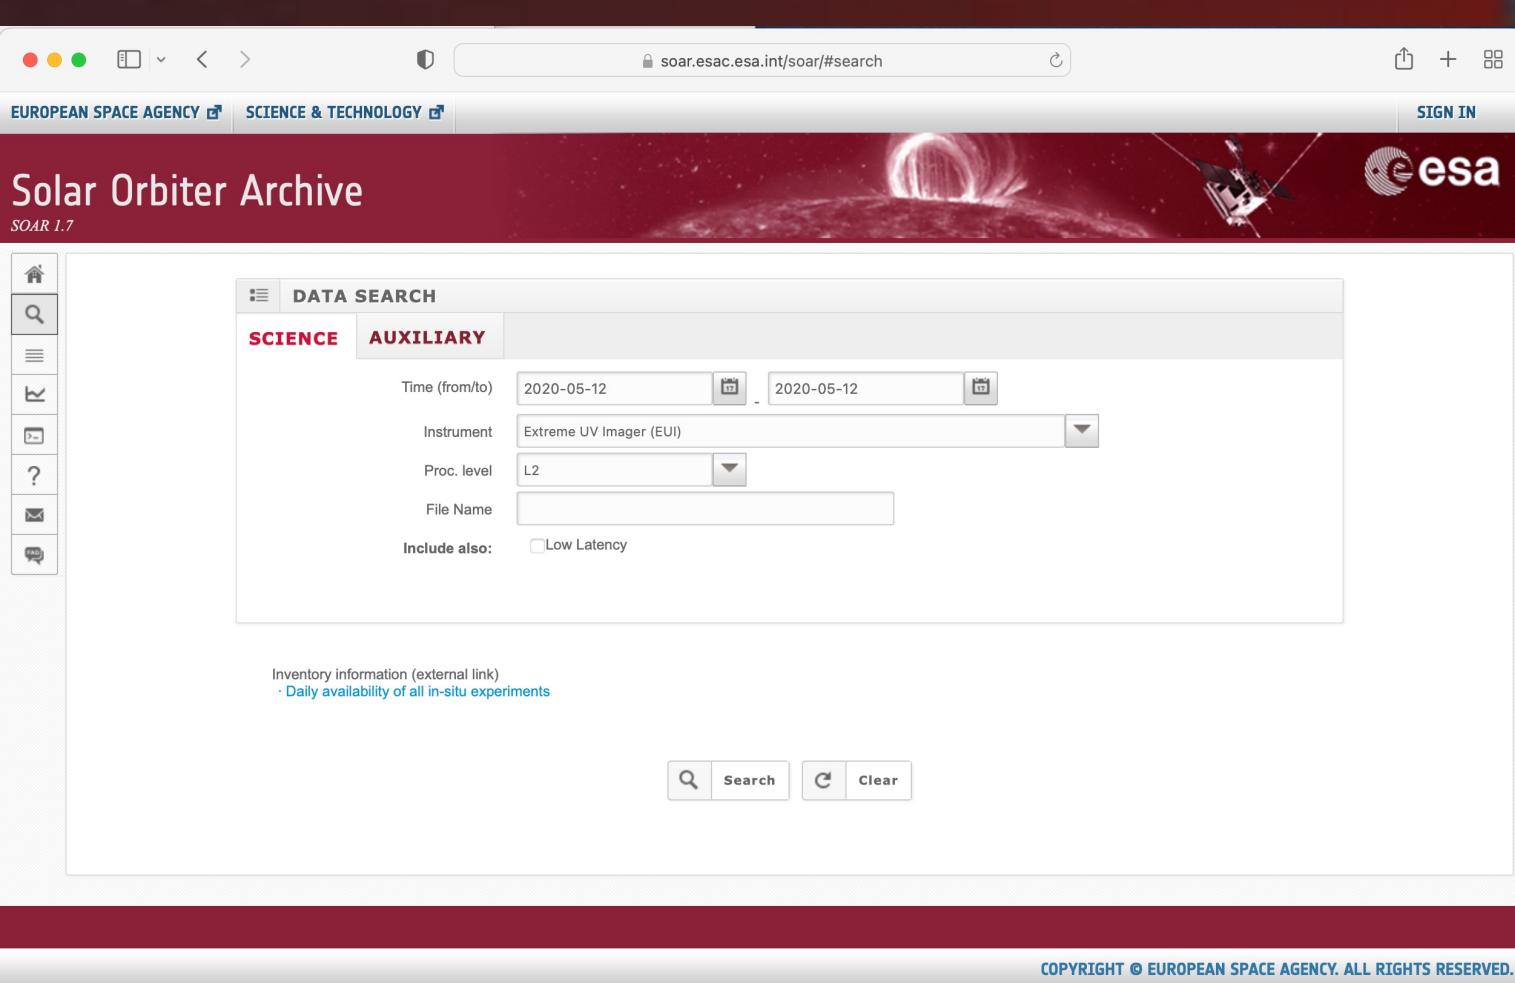 soar.esac.esa.int/soar/#search
EUROPEAN SPACE AGENCY SCIENCE & TECHNOLOGY SIGN IN
Solar Orbiter Archive
SOAR 1.7
esa
DATA SEARCH
SCIENCE AUXILIARY
Time (from/to) 2020-05-12 - 2020-05-12
Instrument Extreme UV Imager (EUI)
Proc. level L2
File Name
Include also: Low Latency
Inventory information (external link)
· Daily availability of all in-situ experiments
Search Clear
COPYRIGHT © EUROPEAN SPACE AGENCY. ALL RIGHTS RESERVED.